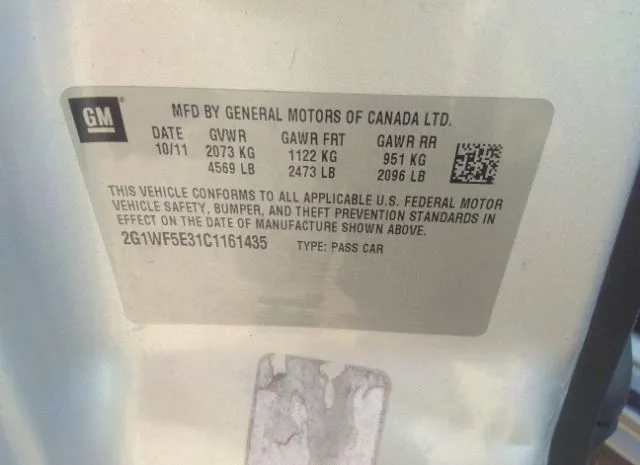 GM
MFD BY GENERAL MOTORS OF CANADA LTD.
DATE GVWR GAWR FRT GAWR RR
10/11 2073 KG 1122 KG 951 KG
4569 LB 2473 LB 2096 LB
THIS VEHICLE CONFORMS TO ALL APPLICABLE U.S. FEDERAL MOTOR
VEHICLE SAFETY, BUMPER, AND THEFT PREVENTION STANDARDS IN
EFFECT ON THE DATE OF MANUFACTURE SHOWN ABOVE.
2G1WF5E31C1161435 TYPE: PASS CAR